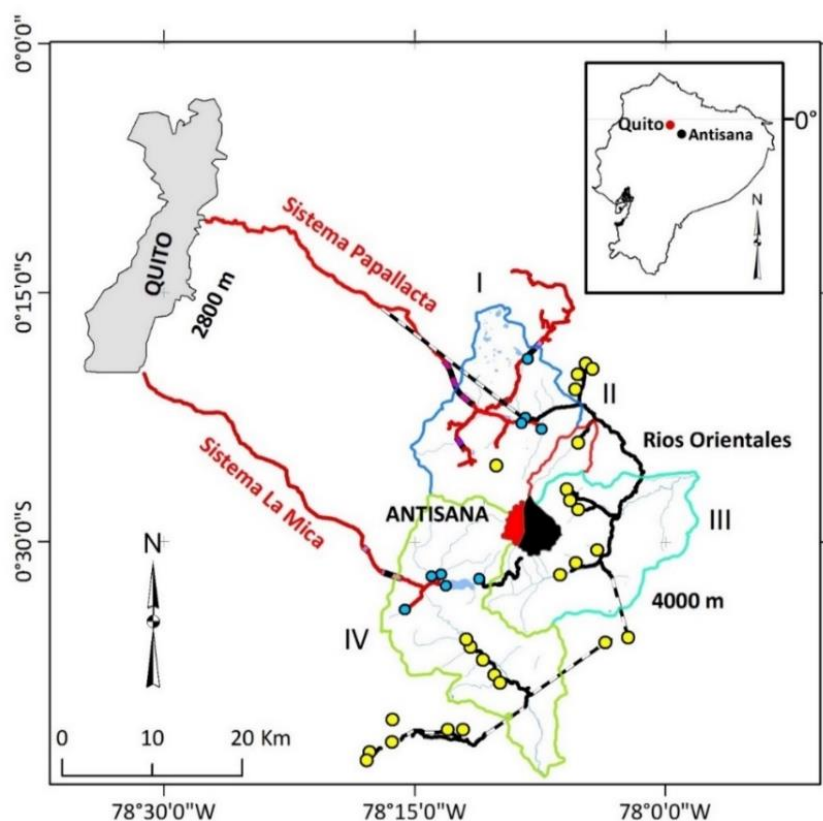 0°0'0"
0°15'0"S
0°30'0"S
QUITO
2800 m
Sistema Papallacta
Sistema La Mica
Quito
Antisana
0°
N
I
II
Rios Orientales
ANTISANA
III
4000 m
IV
N
0 10 20 Km
78°30'0"W 78°15'0"W 78°0'0"W